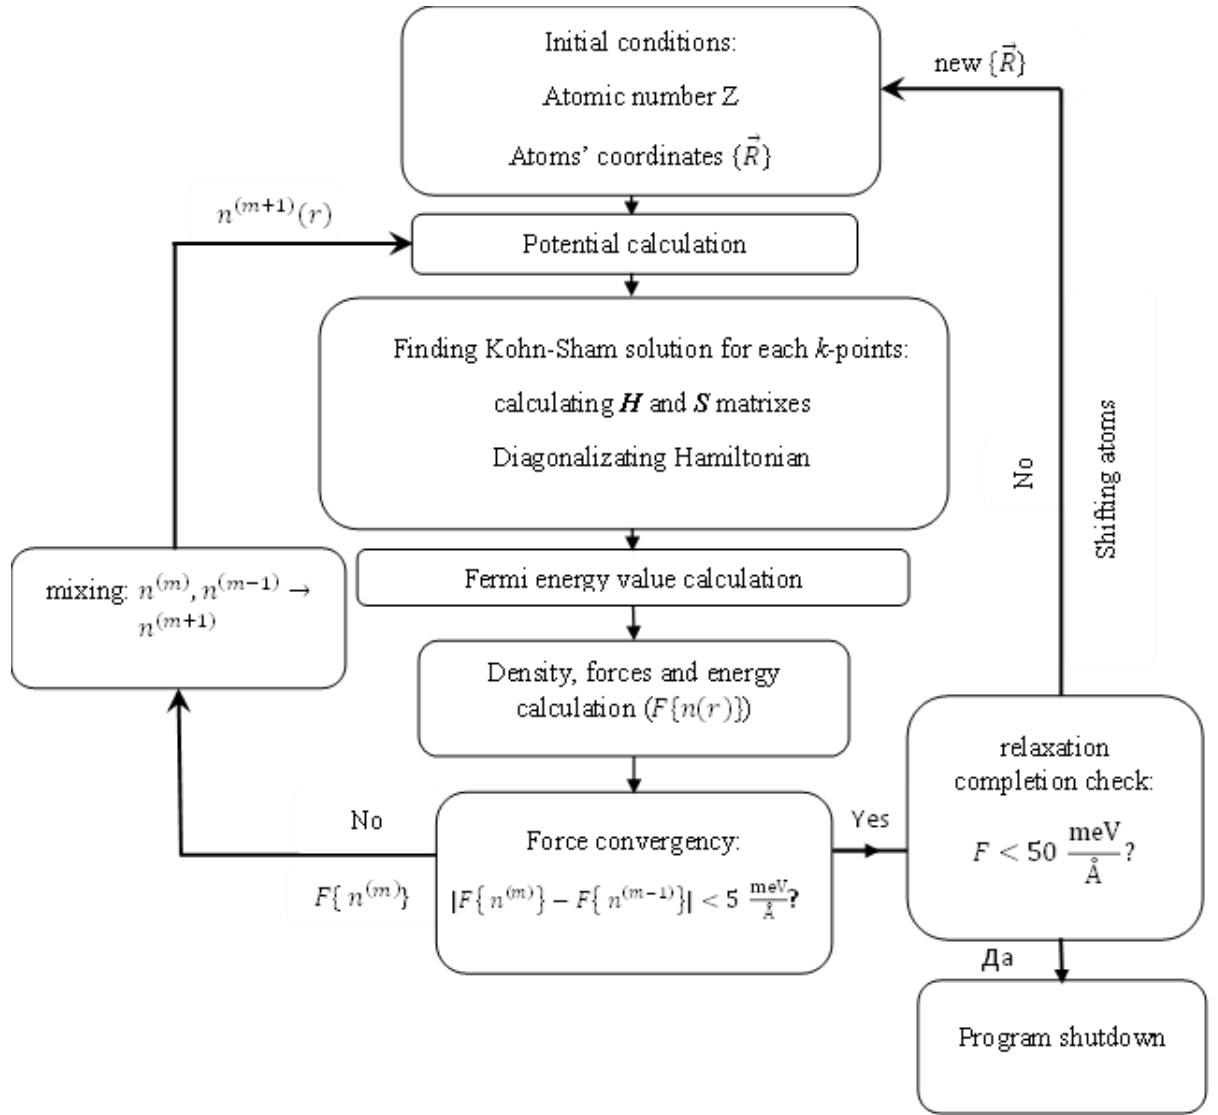 Initial conditions:
Atomic number Z
Atoms' coordinates {R⃗}
new {R⃗}
n^(m+1)(r)
Potential calculation
Finding Kohn-Sham solution for each k-points:
calculating H and S matrixes
Diagonalizating Hamiltonian
No
Shifting atoms
Fermi energy value calculation
mixing: n^(m), n^(m−1) →
n^(m+1)
Density, forces and energy
calculation (F{n(r)})
relaxation
completion check:
F < 50 meV/Å?
No
F{ n^(m)}
Force convergency:
|F{ n^(m)} − F{ n^(m−1)}| < 5 meV/Å?
Yes
Да
Program shutdown